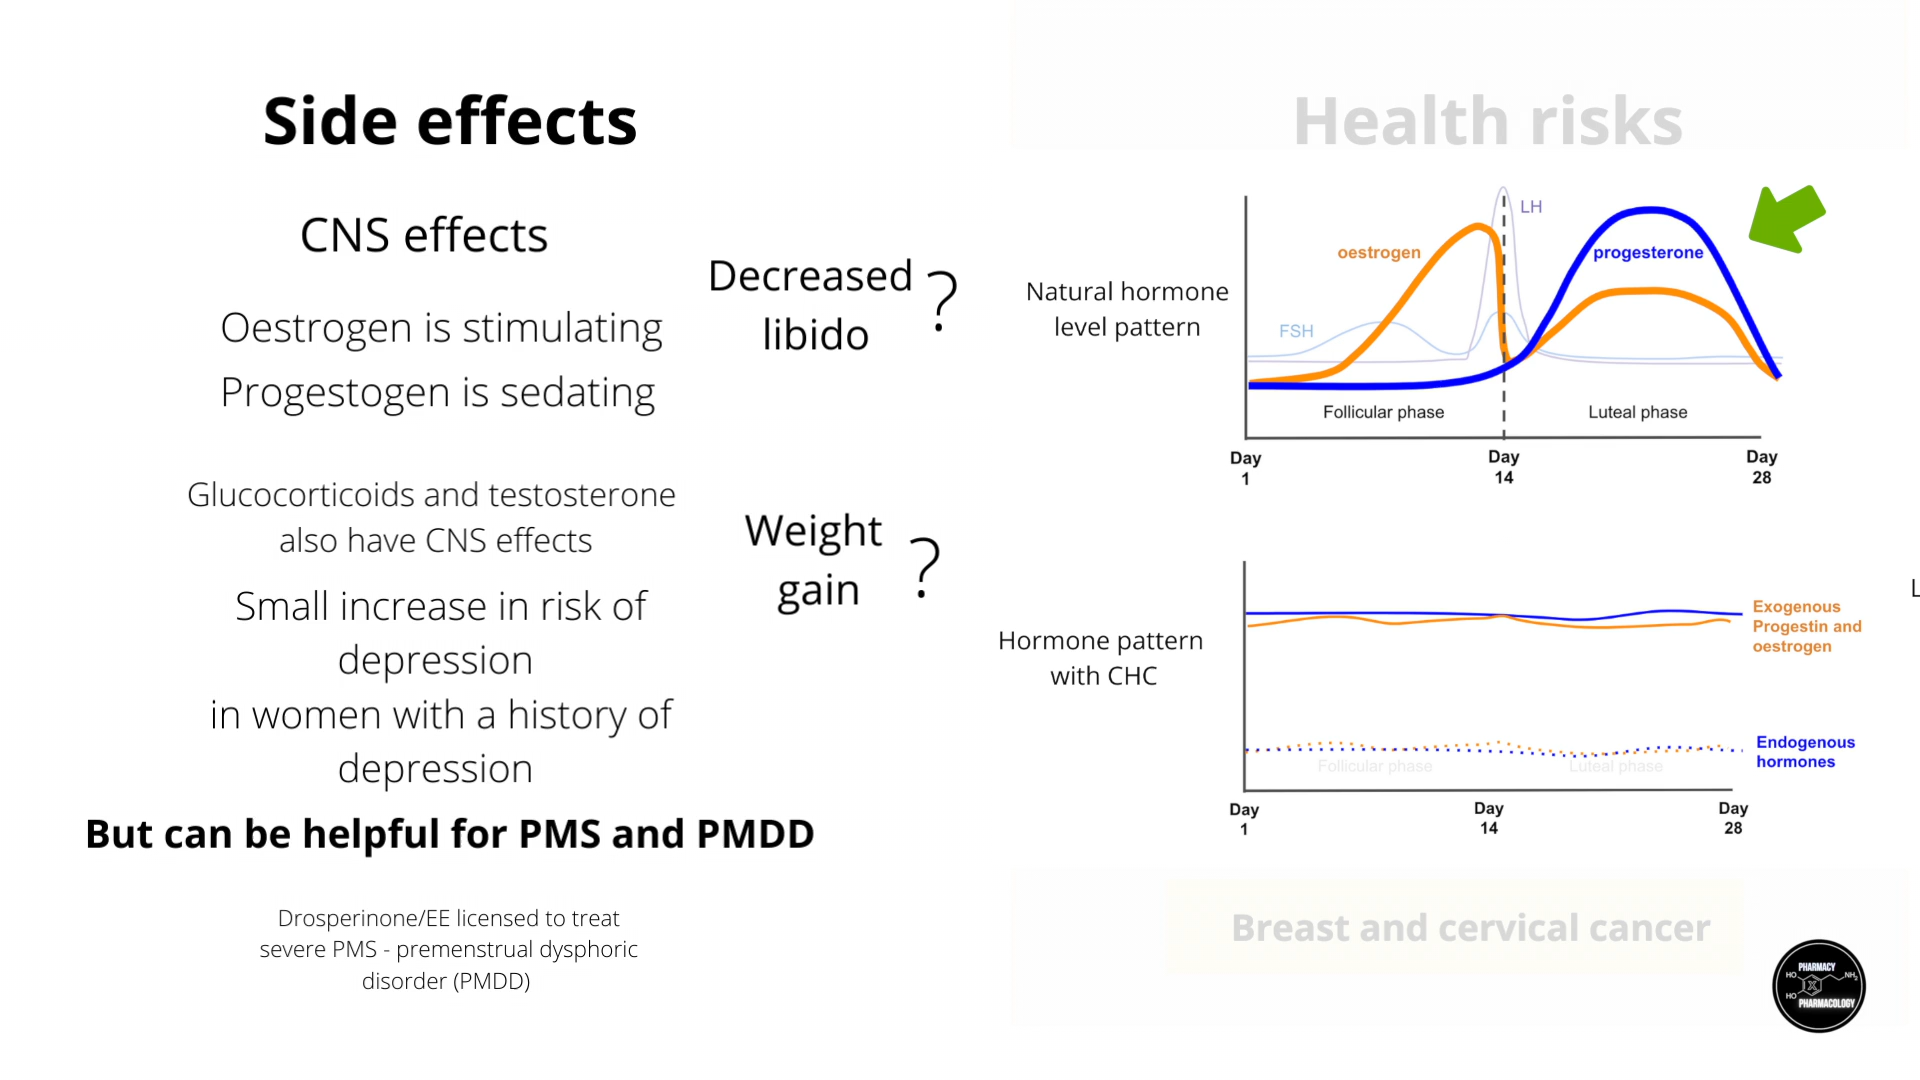 Side effects
CNS effects
Oestrogen is stimulating
Progestogen is sedating
Glucocorticoids and testosterone
also have CNS effects
Small increase in risk of
depression
in women with a history of
depression
But can be helpful for PMS and PMDD
Drosperinone/EE licensed to treat
severe PMS - premenstrual dysphoric
disorder (PMDD)
Decreased
libido
?
Weight
gain
?
Health risks
Natural hormone
level pattern
LH
oestrogen
progesterone
FSH
Follicular phase
Luteal phase
Day
1
Day
14
Day
28
Hormone pattern
with CHC
Exogenous
Progestin and
oestrogen
Endogenous
hormones
Follicular phase
Luteal phase
Day
1
Day
14
Day
28
L
Breast and cervical cancer
PHARMACY
HO
NH2
X
HO
PHARMACOLOGY